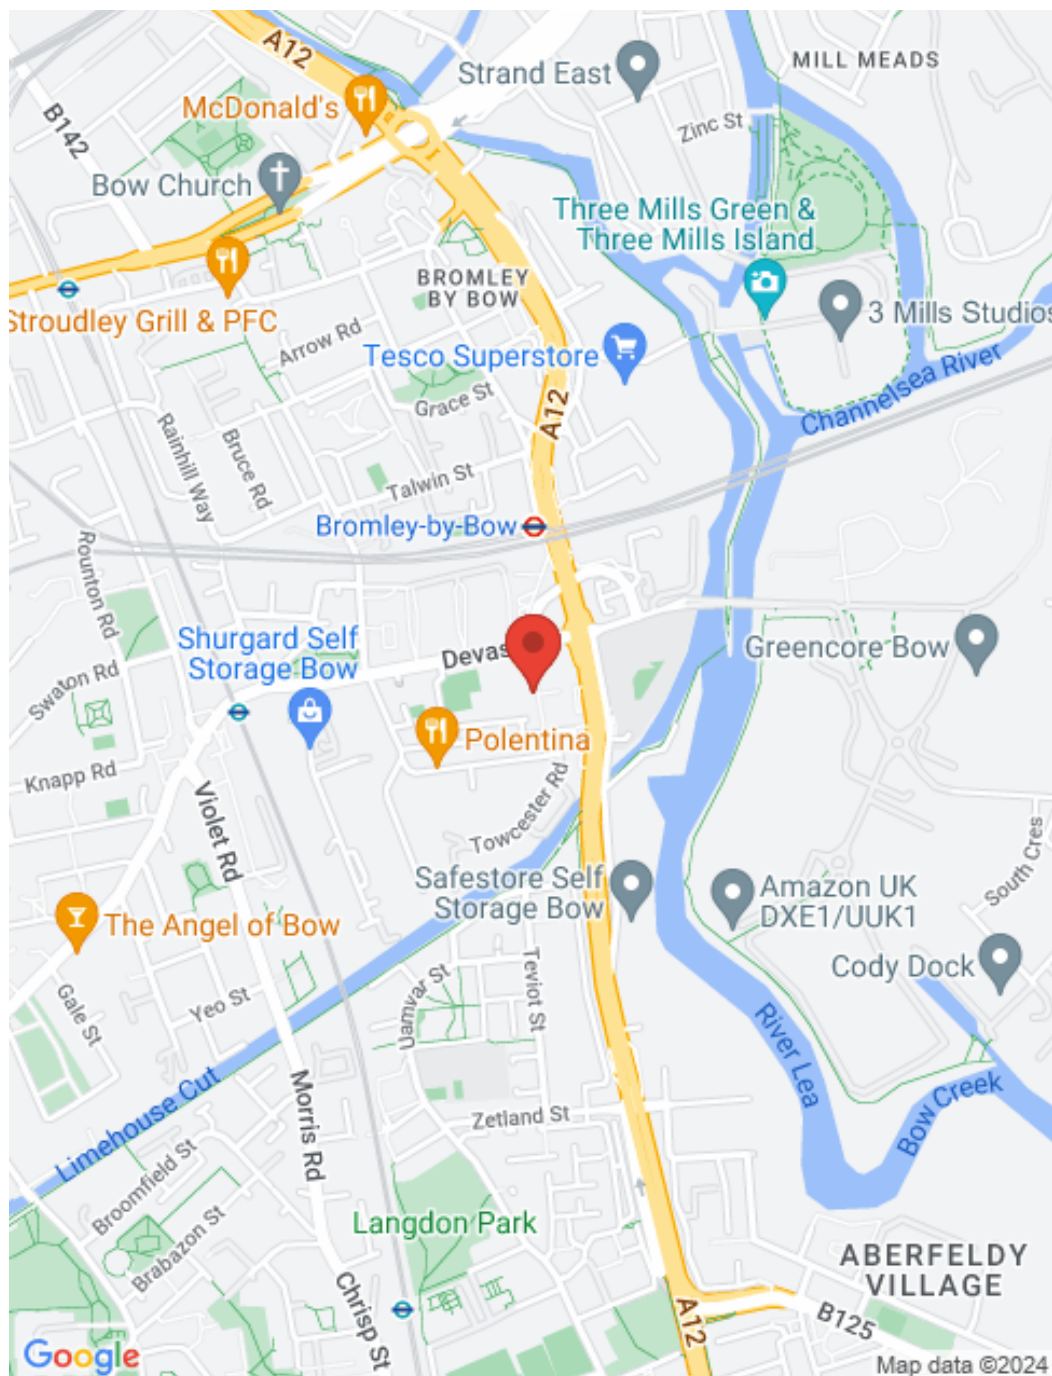 A12
Strand East
MILL MEADS
McDonald's
B142
Zinc St
Bow Church
Three Mills Green &
Three Mills Island
BROMLEY
BY BOW
Stroudley Grill & PFC
3 Mills Studios
Arrow Rd
Tesco Superstore
Channelsea River
Grace St
A12
Rainhill Way
Bruce Rd
Talwin St
Bromley-by-Bow
Rounton Rd
Shurgard Self
Storage Bow
Devas
Greencore Bow
Swaton Rd
Polentina
Knapp Rd
Violet Rd
Towcester Rd
South Cres
Safestore Self
Storage Bow
Amazon UK
DXE1/UUK1
The Angel of Bow
Cody Dock
Gale St
Yeo St
Uamvar St
Teviot St
River Lea
Bow Creek
Limehouse Cut
Morris Rd
Zetland St
Broomfield St
Brabazon St
Langdon Park
ABERFELDY
VILLAGE
Chrisp St
A12
B125
Google
Map data ©2024